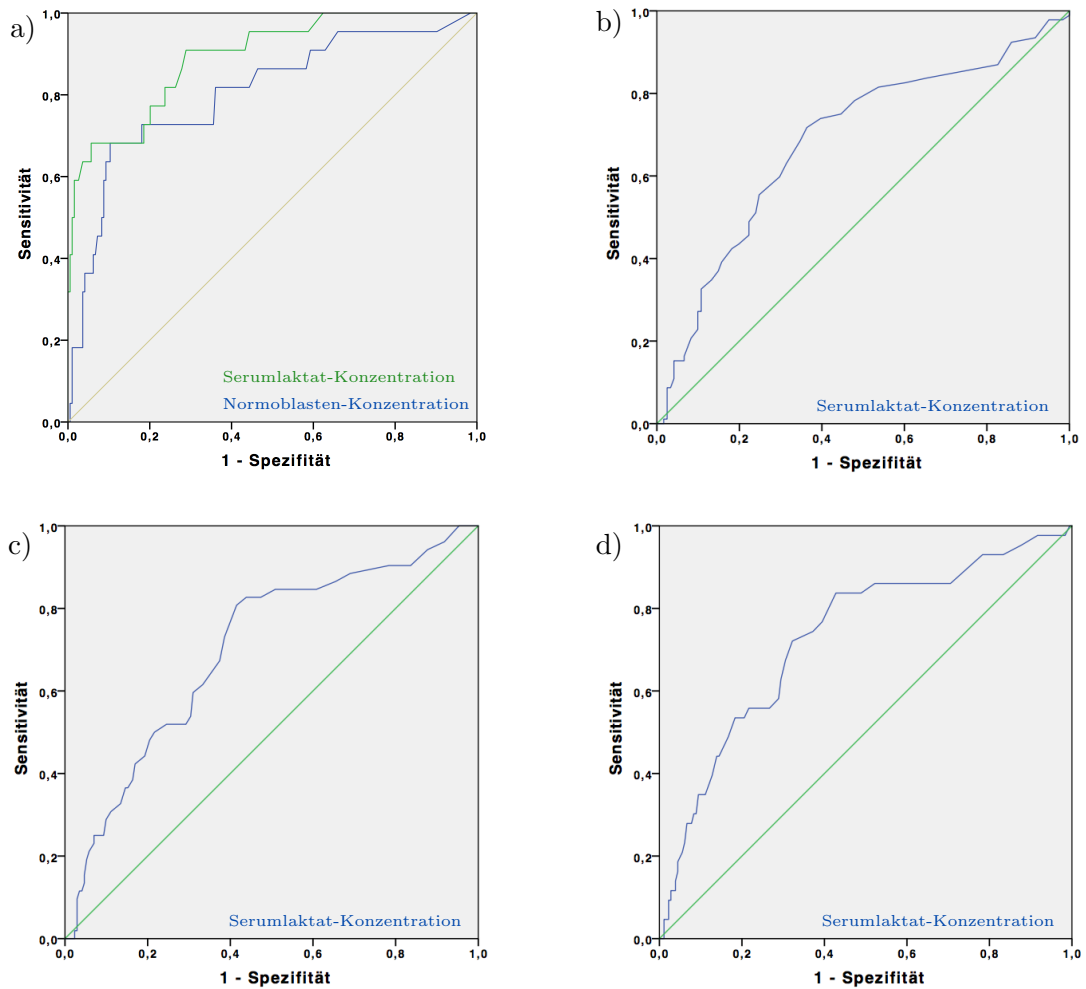 a)
1,0
0,8
0,6
0,4
0,2
0,0
Sensitivität
Serumlaktat-Konzentration
Normoblasten-Konzentration
0,0 0,2 0,4 0,6 0,8 1,0
1 - Spezifität
b)
1,0
0,8
0,6
0,4
0,2
0,0
Sensitivität
Serumlaktat-Konzentration
0,0 0,2 0,4 0,6 0,8 1,0
1 - Spezifität
c)
1,0
0,8
0,6
0,4
0,2
0,0
Sensitivität
Serumlaktat-Konzentration
0,0 0,2 0,4 0,6 0,8 1,0
1 - Spezifität
d)
1,0
0,8
0,6
0,4
0,2
0,0
Sensitivität
Serumlaktat-Konzentration
0,0 0,2 0,4 0,6 0,8 1,0
1 - Spezifität